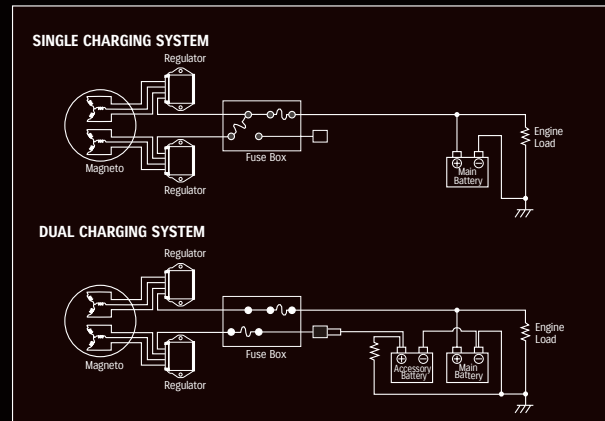 SINGLE CHARGING SYSTEM
Regulator
Magneto
Regulator
Fuse Box
Engine
Load
+ −
Main
Battery
DUAL CHARGING SYSTEM
Regulator
Magneto
Regulator
Fuse Box
+ −
Accessory
Battery
+ −
Main
Battery
Engine
Load